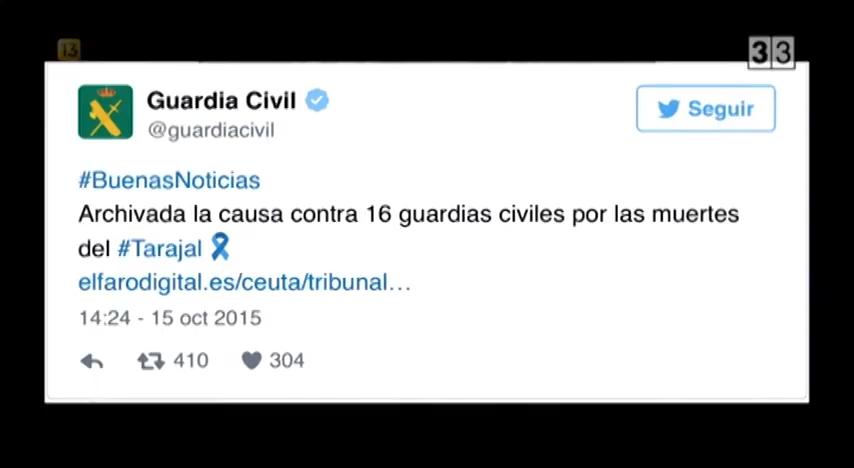 13
33
Guardia Civil
@guardiacivil
Seguir
#BuenasNoticias
Archivada la causa contra 16 guardias civiles por las muertes
del #Tarajal
elfarodigital.es/ceuta/tribunal…
14:24 - 15 oct 2015
410 304